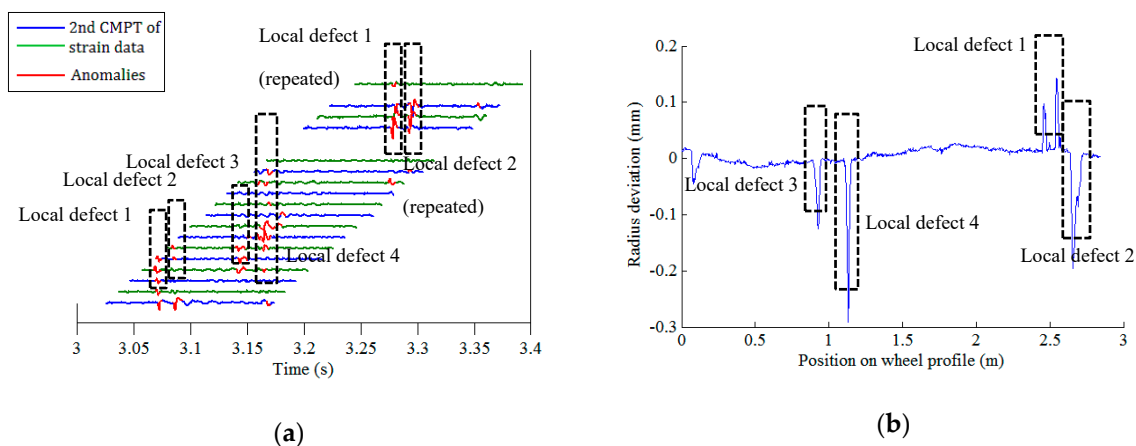 2nd CMPT of
strain data
Anomalies
Local defect 1
(repeated)
Local defect 3
Local defect 2
Local defect 2
Local defect 1
(repeated)
Local defect 4
3
3.05
3.1
3.15
3.2
3.25
3.3
3.35
3.4
Time (s)
(a)
Local defect 1
0.2
0.1
0
-0.1
-0.2
-0.3
Radius deviation (mm)
Local defect 3
Local defect 4
Local defect 2
0
0.5
1
1.5
2
2.5
3
Position on wheel profile (m)
(b)